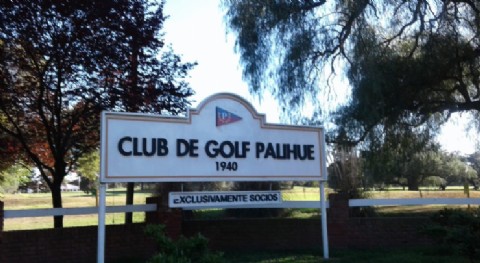 CLUB DE GOLF PALIHUE
1940
EXCLUSIVAMENTE SOCIOS